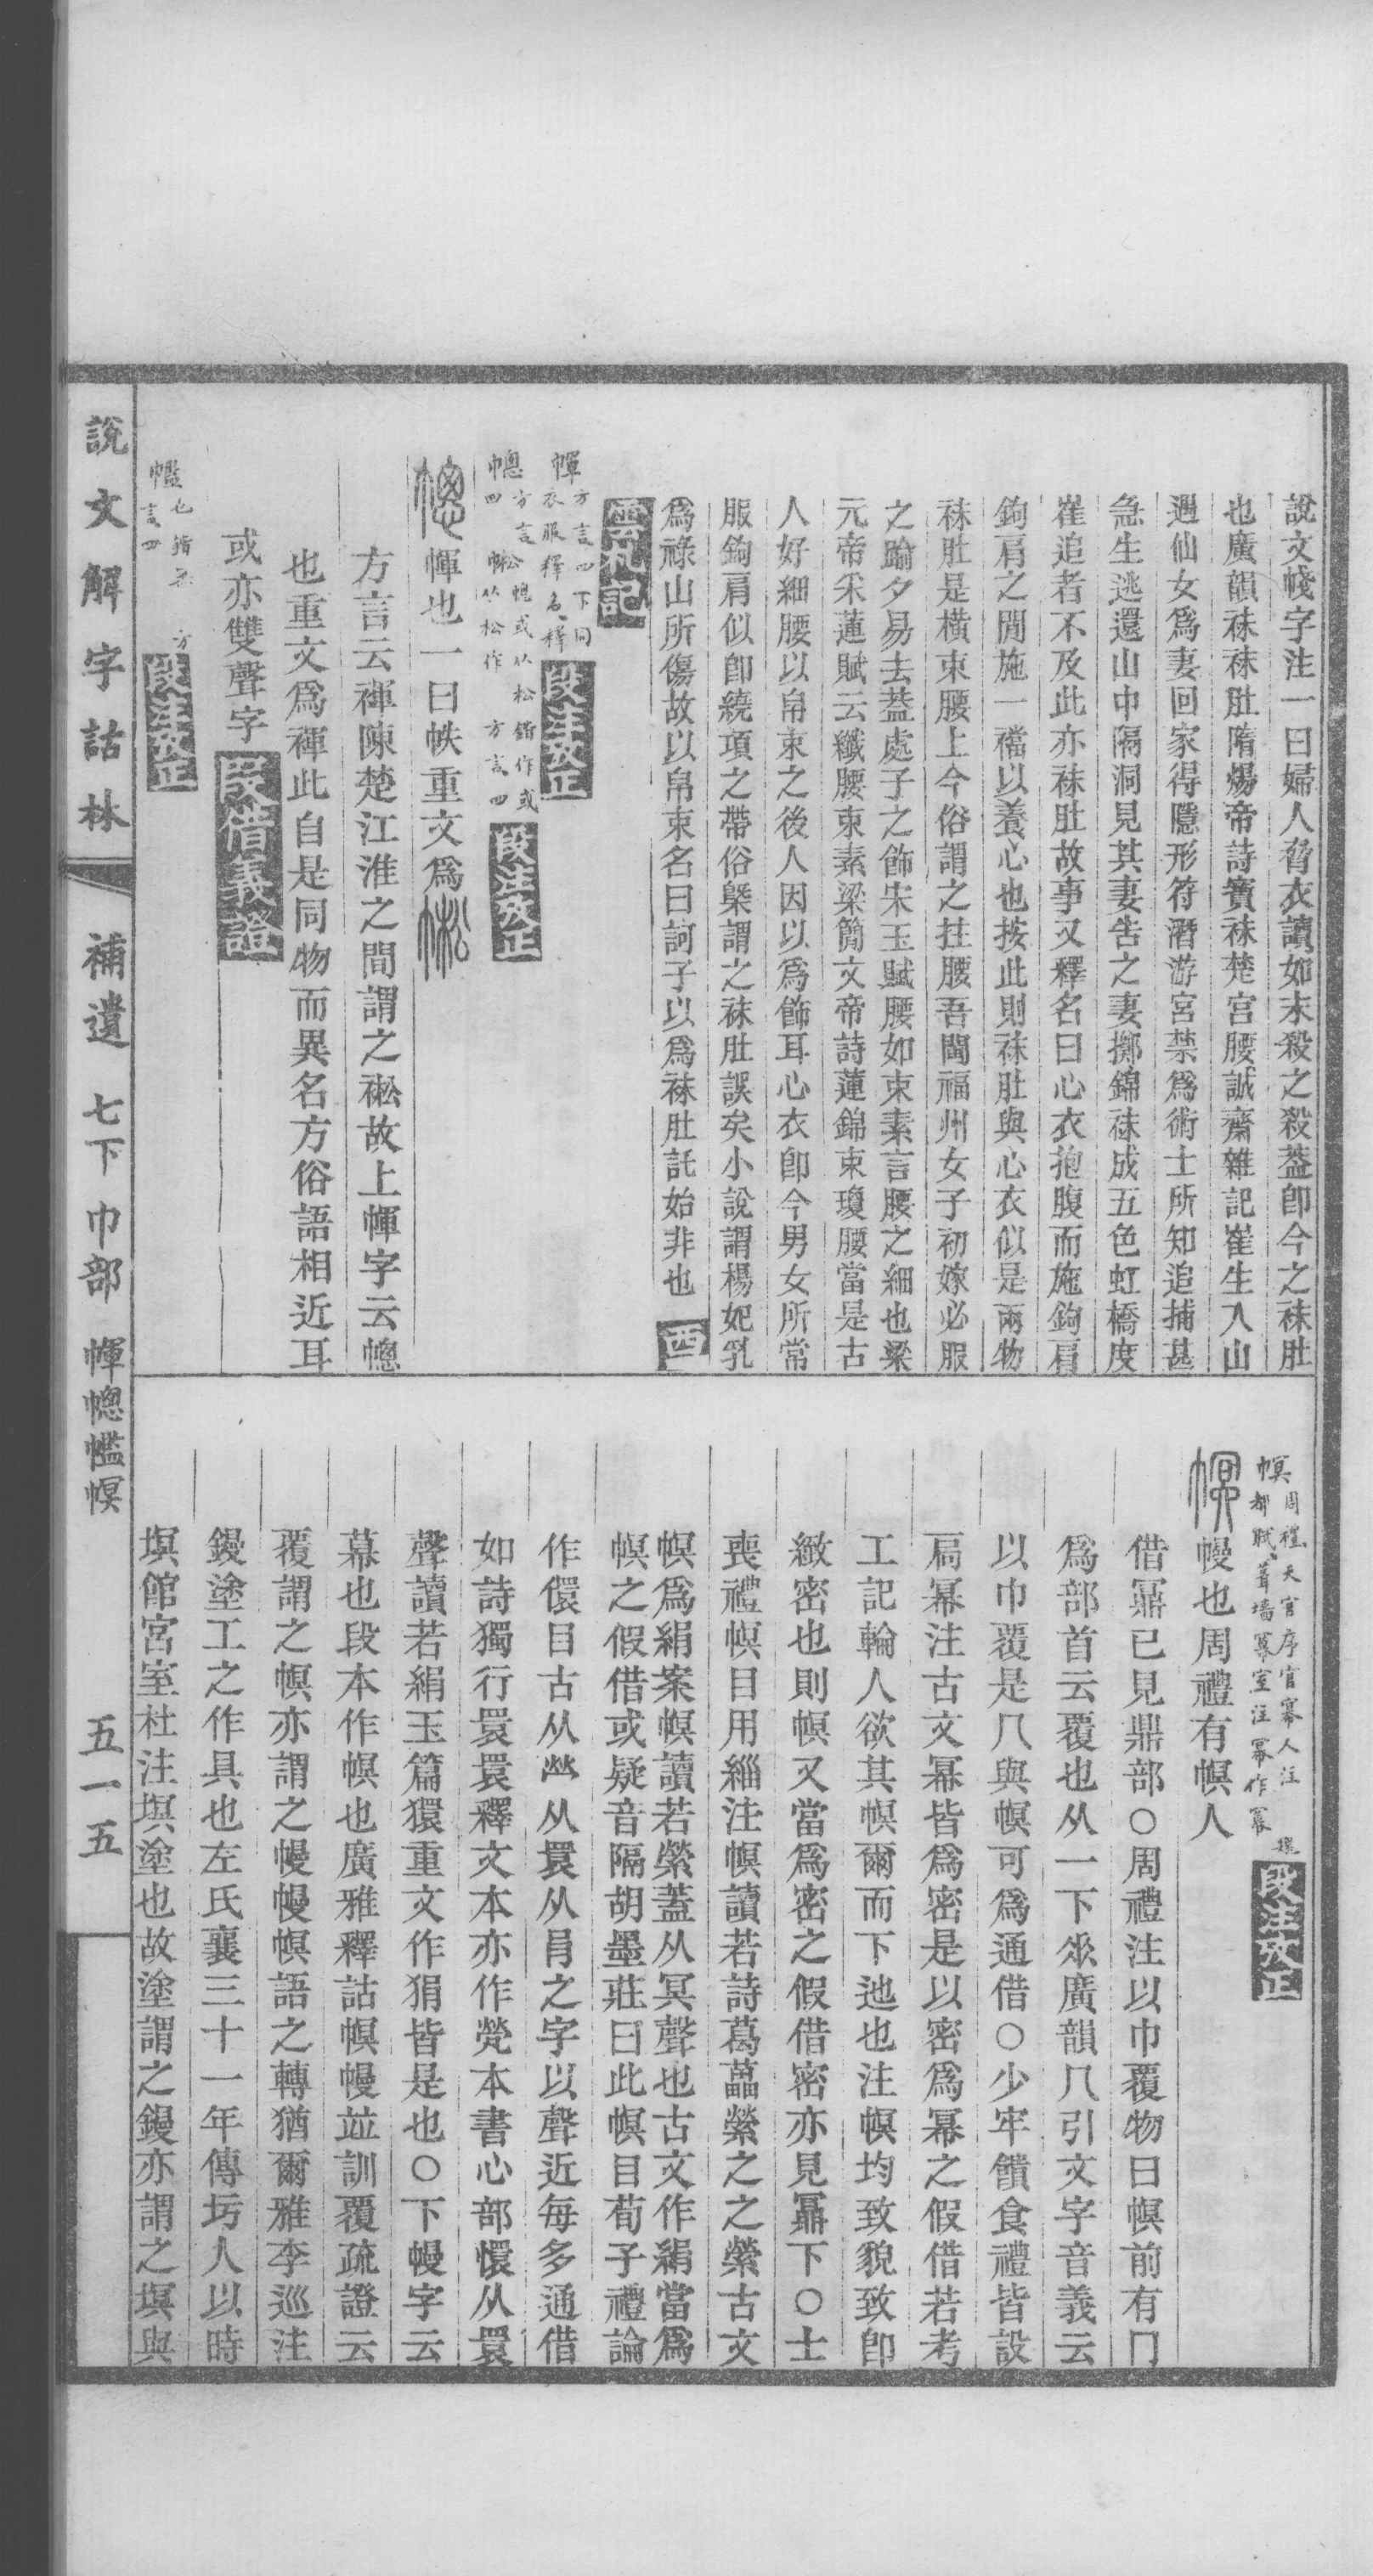 說文帴字注一曰婦人脅衣讀如末殺之殺葢卽今之袜肚
也廣韻袜袜肚隋煬帝詩寶袜楚宮腰誠齋雜記崔生入山
遇仙女爲妻回家得隱形符潛游宮禁爲術士所知追捕甚
急生逃還山中隔洞見其妻告之妻擲錦袜成五色虹橋度
崔追者不及此亦袜肚故事又釋名曰心衣抱腹而施鉤肩
鉤肩之閒施一襠以養心也按此則袜肚與心衣似是兩物
袜肚是橫束腰上今俗謂之拄腰吾閩福州女子初嫁必服
之踰夕易去葢處子之飾宋玉賦腰如束素言腰之細也梁
元帝采蓮賦云纖腰束素梁簡文帝詩蓮錦束瓊腰當是古
人好細腰以帛束之後人因以爲飾耳心衣卽今男女所常
服鉤肩似卽繞項之帶俗槩謂之袜肚誤矣小說謂楊妃乳
爲祿山所傷故以帛束名曰訶子以爲袜肚託始非也 西
雲札記
㡓方言四下同
衣服釋名釋
段注攷正
幒方言
四 㡆
方言四
段注攷正
幒㡓也一曰帙重文爲㡆
方言云褌陳楚江淮之間謂之㚇故上㡓字云幒
也重文爲褌此自是同物而異名方俗語相近耳
或亦雙聲字 段借義證
㡮也 方
言四
段注攷正
幎周禮天官序官冪人注
都賦葺墻冪室注冪作幂
段注攷正
幎幔也周禮有幎人
借鼏已見鼎部○周禮注以巾覆物曰幎前有冂
爲部首云覆也从一下垂廣韻冂引文字音義云
以巾覆是冂與幎可爲通借○少牢饋食禮皆設
扃冪注古文冪皆爲密是以密爲冪之假借若考
工記輪人欲其幎爾而下迆也注幎均致貌致卽
緻密也則幎又當爲密之假借密亦見鼏下○士
喪禮幎目用緇注幎讀若詩葛藟縈之之縈古文
幎爲絹案幎讀若縈蓋从冥聲也古文作絹當爲
幎之假借或疑音隔胡墨莊曰此幎目荀子禮論
作儇目古从𤇾从睘从肙之字以聲近每多通借
如詩獨行睘睘釋文本亦作煢本書心部懁从睘
聲讀若絹玉篇獧重文作狷皆是也○下幔字云
幕也段本作幎也廣雅釋詁幎幔竝訓覆疏證云
覆謂之幎亦謂之幔幔幎語之轉猶爾雅李巡注
鏝塗工之作具也左氏襄三十一年傳圬人以時
塓館宮室杜注塓塗也故塗謂之鏝亦謂之塓與
說文解字詁林 補遺 七下 巾部 㡓幒㡮幎 五一五